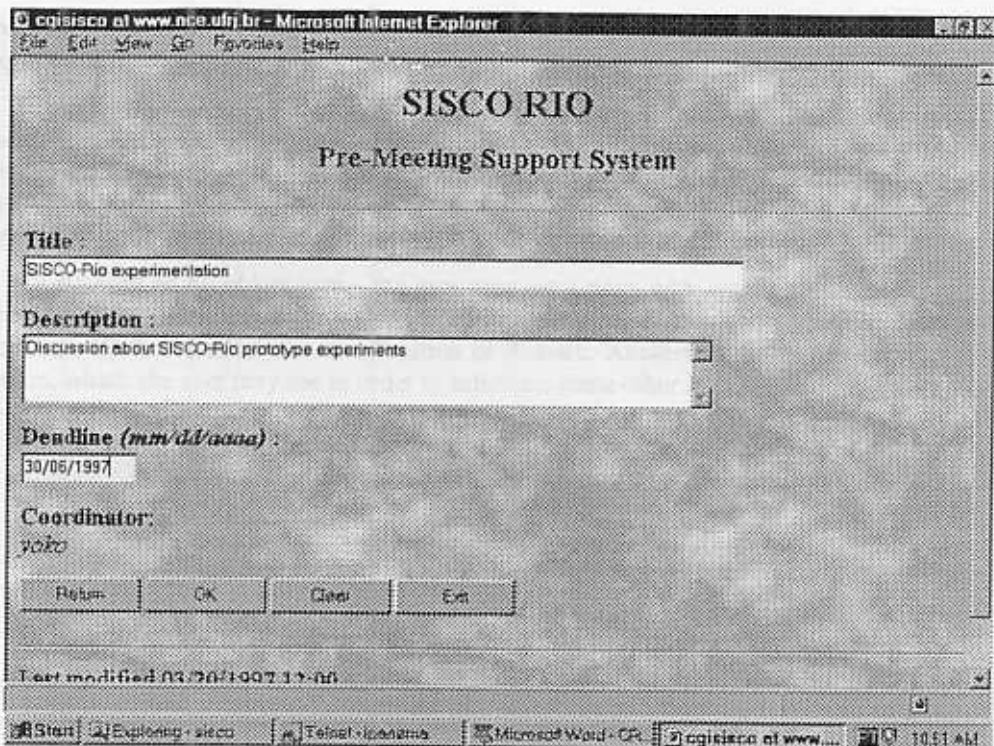 cgisisco at www.nce.ufrj.br - Microsoft Internet Explorer
File Edit View Go Favorites Help
SISCO RIO
Pre-Meeting Support System
Title :
SISCO-Rio experimentation
Description :
Discussion about SISCO-Rio prototype experiments
Deadline (mm/dd/aaaa) :
30/06/1997
Coordinator:
yoko
Return OK Clear Exit
Last modified 03/20/1997 12:00
Start Exploring - sisco Telnet - ipanema Microsoft Word - CR... cgisisco at www.... 10:51 AM